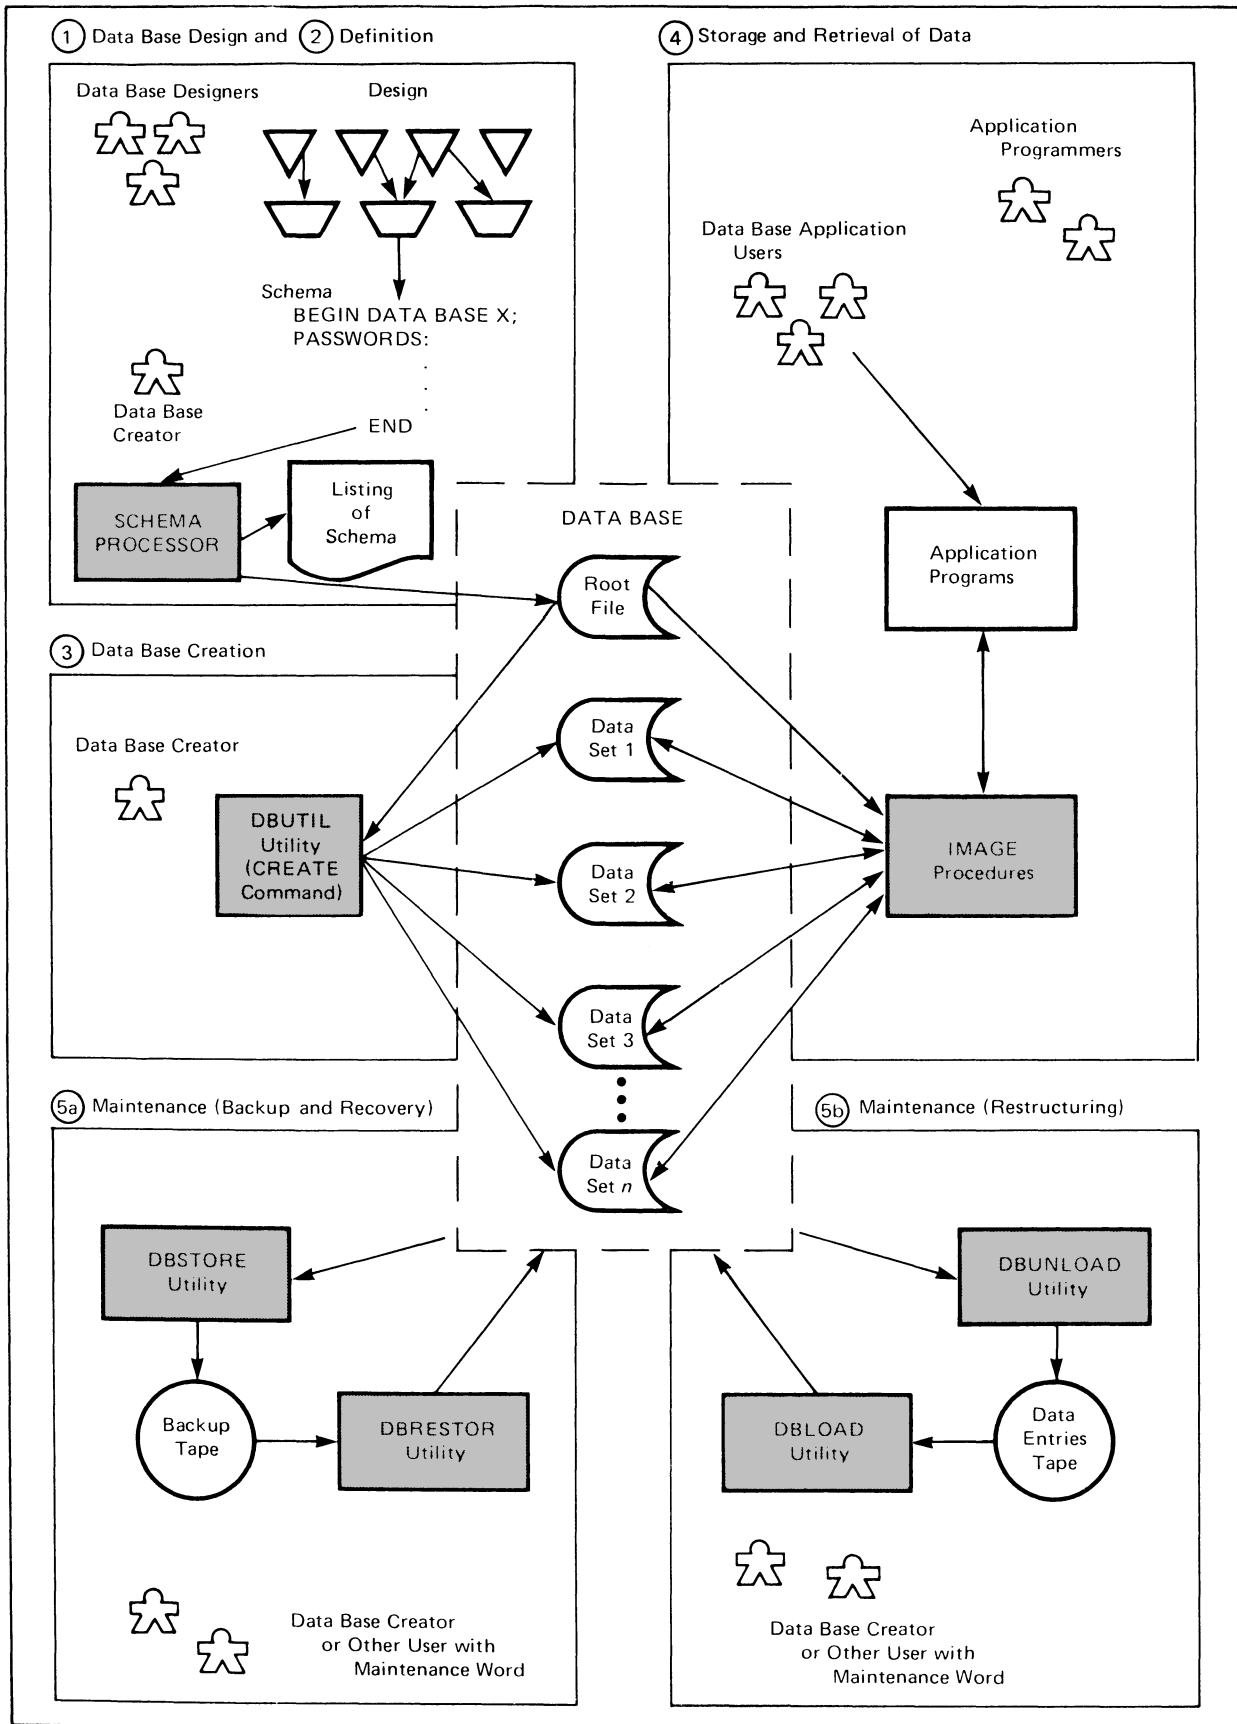 1 Data Base Design and 2 Definition
Data Base Designers
Design
Schema
BEGIN DATA BASE X;
PASSWORDS:
.
.
.
END
Data Base
Creator
SCHEMA
PROCESSOR
Listing
of
Schema
4 Storage and Retrieval of Data
Application
Programmers
Data Base Application
Users
Application
Programs
IMAGE
Procedures
DATA BASE
Root
File
Data
Set 1
Data
Set 2
Data
Set 3
Data
Set n
3 Data Base Creation
Data Base Creator
DBUTIL
Utility
(CREATE
Command)
5a Maintenance (Backup and Recovery)
DBSTORE
Utility
Backup
Tape
DBRESTOR
Utility
Data Base Creator
or Other User with
Maintenance Word
5b Maintenance (Restructuring)
DBUNLOAD
Utility
Data
Entries
Tape
DBLOAD
Utility
Data Base Creator
or Other User with
Maintenance Word